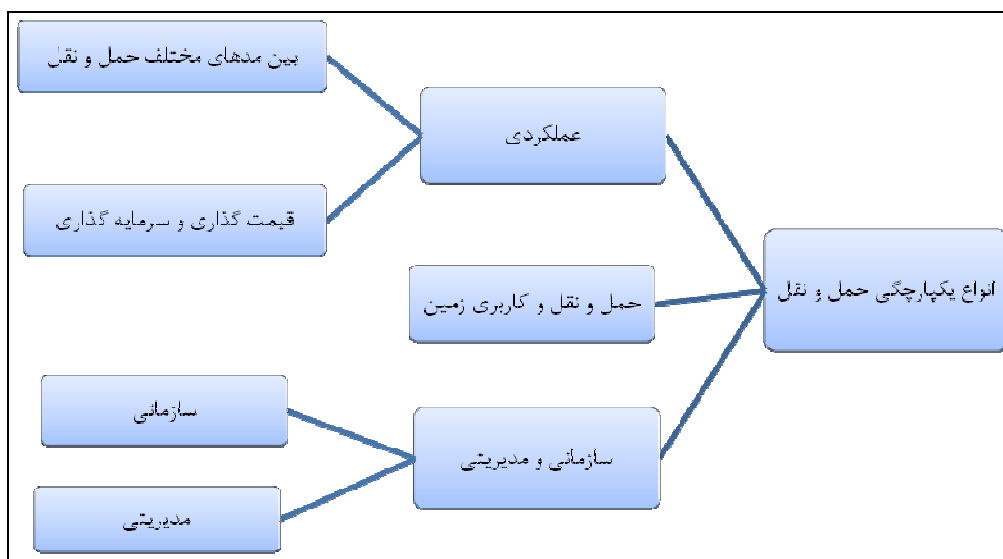 انواع یکپارچگی حمل و نقل
عملکردی
بین مدهای مختلف حمل و نقل
قیمت گذاری و سرمایه گذاری
حمل و نقل و کاربری زمین
سازمانی و مدیریتی
سازمانی
مدیریتی